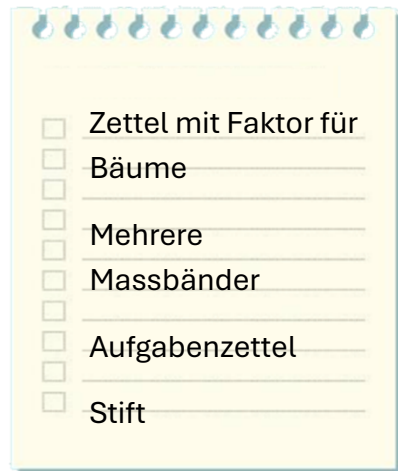 Zettel mit Faktor für
Bäume
Mehrere
Massbänder
Aufgabenzettel
Stift